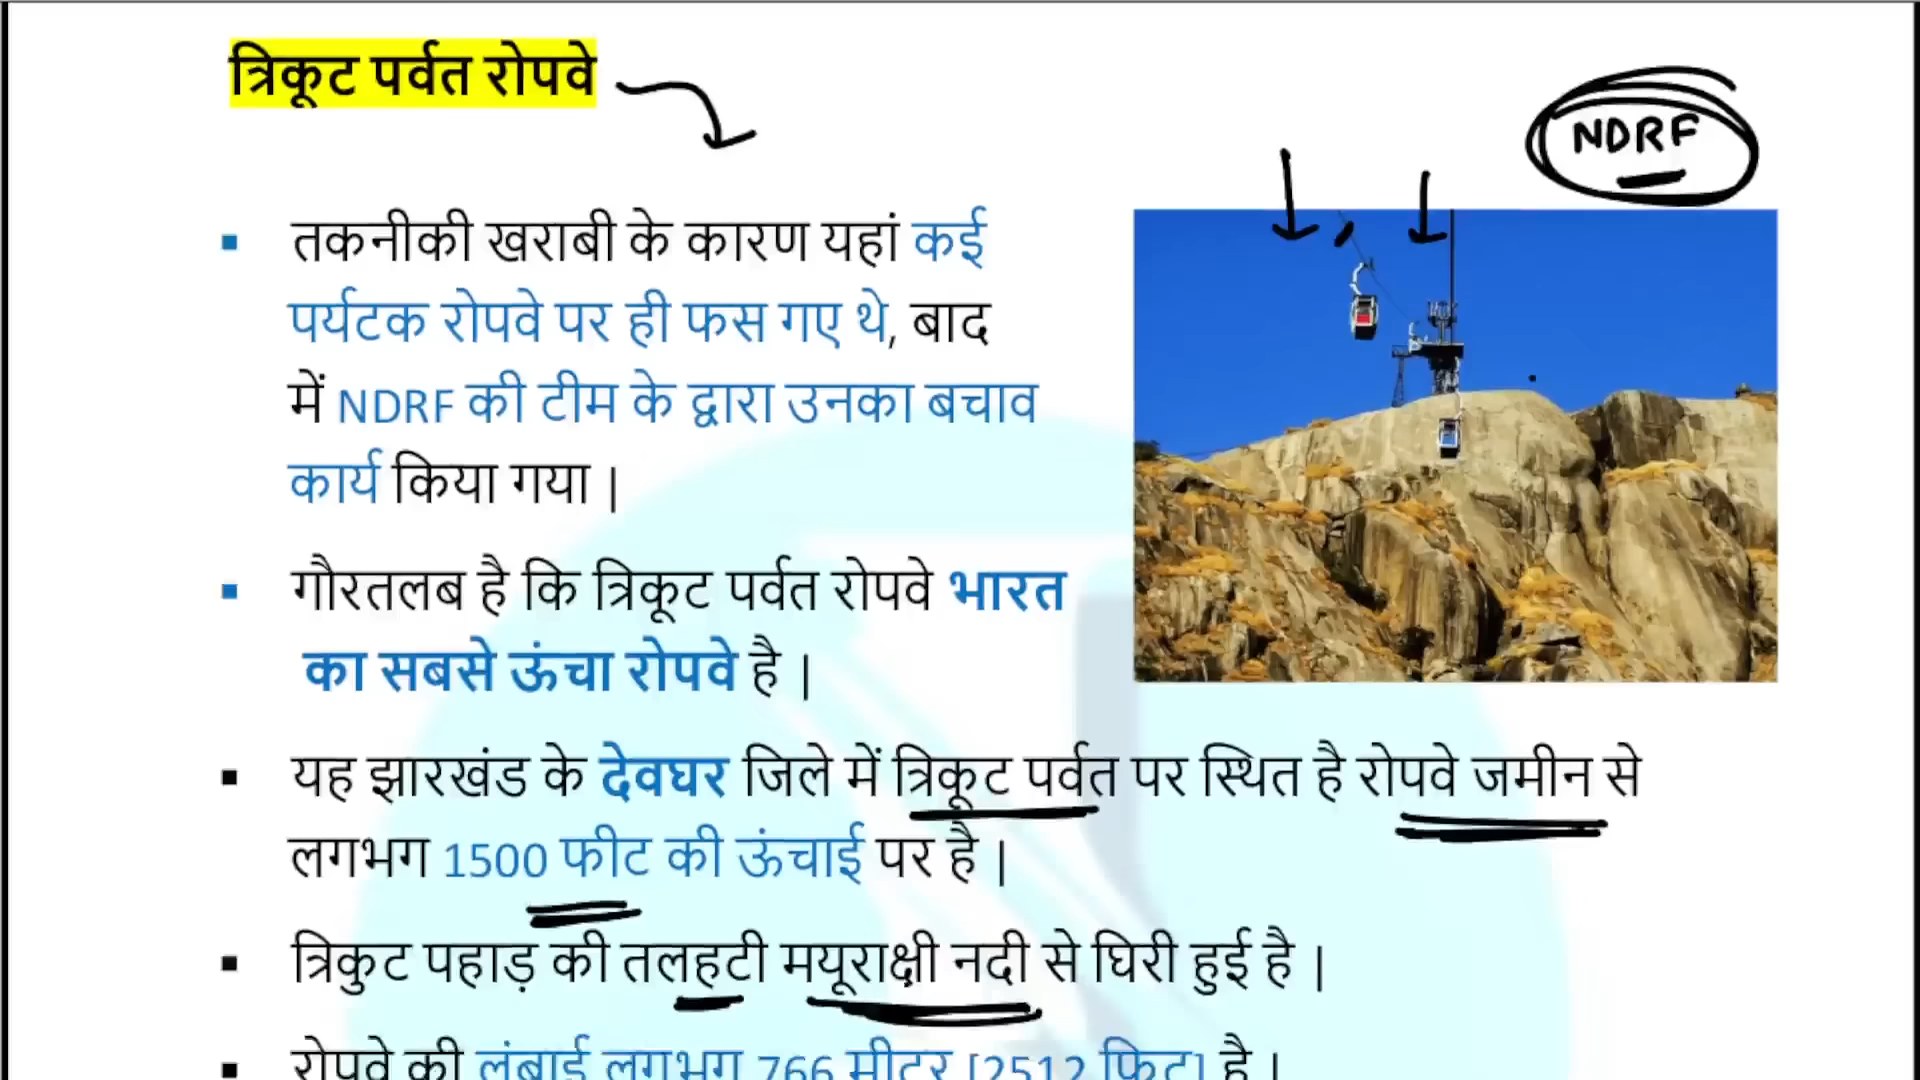 त्रिकूट पर्वत रोपवे
NDRF
▪ तकनीकी खराबी के कारण यहां कई
पर्यटक रोपवे पर ही फस गए थे, बाद
में NDRF की टीम के द्वारा उनका बचाव
कार्य किया गया |
▪ गौरतलब है कि त्रिकूट पर्वत रोपवे भारत
का सबसे ऊंचा रोपवे है |
▪ यह झारखंड के देवघर जिले में त्रिकूट पर्वत पर स्थित है रोपवे जमीन से
लगभग 1500 फीट की ऊंचाई पर है |
▪ त्रिकुट पहाड़ की तलहटी मयूराक्षी नदी से घिरी हुई है |
▪ रोपवे की लंबाई लगभग 766 मीटर [2512 फिट] है |